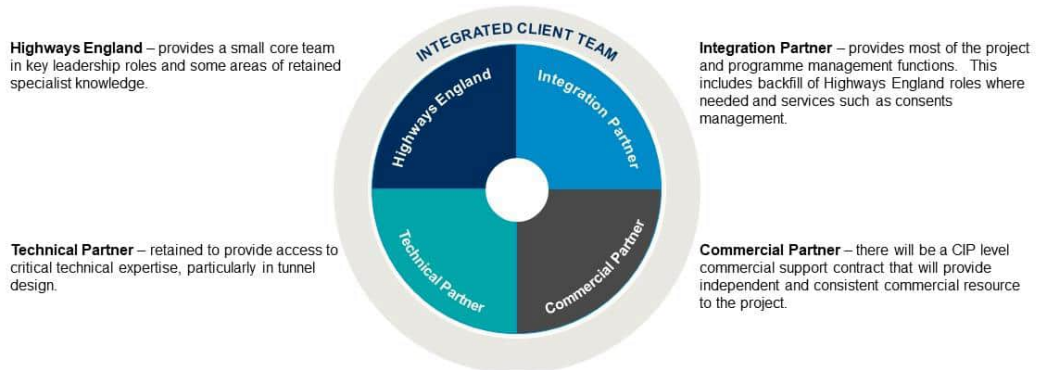 Highways England – provides a small core team
in key leadership roles and some areas of retained
specialist knowledge.
INTEGRATED CLIENT TEAM
Highways England
Integration Partner
Integration Partner – provides most of the project
and programme management functions.   This
includes backfill of Highways England roles where
needed and services such as consents
management.
Technical Partner – retained to provide access to
critical technical expertise, particularly in tunnel
design.
Technical Partner
Commercial Partner
Commercial Partner – there will be a CIP level
commercial support contract that will provide
independent and consistent commercial resource
to the project.